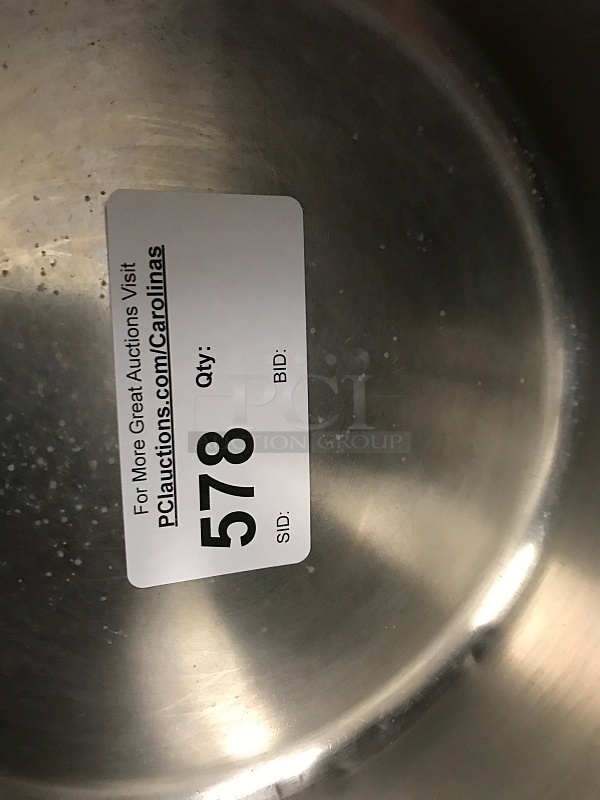 For More Great Auctions Visit
PCIauctions.com/Carolinas
578 Qty:
SID: BID:
PCI
AUCTION GROUP